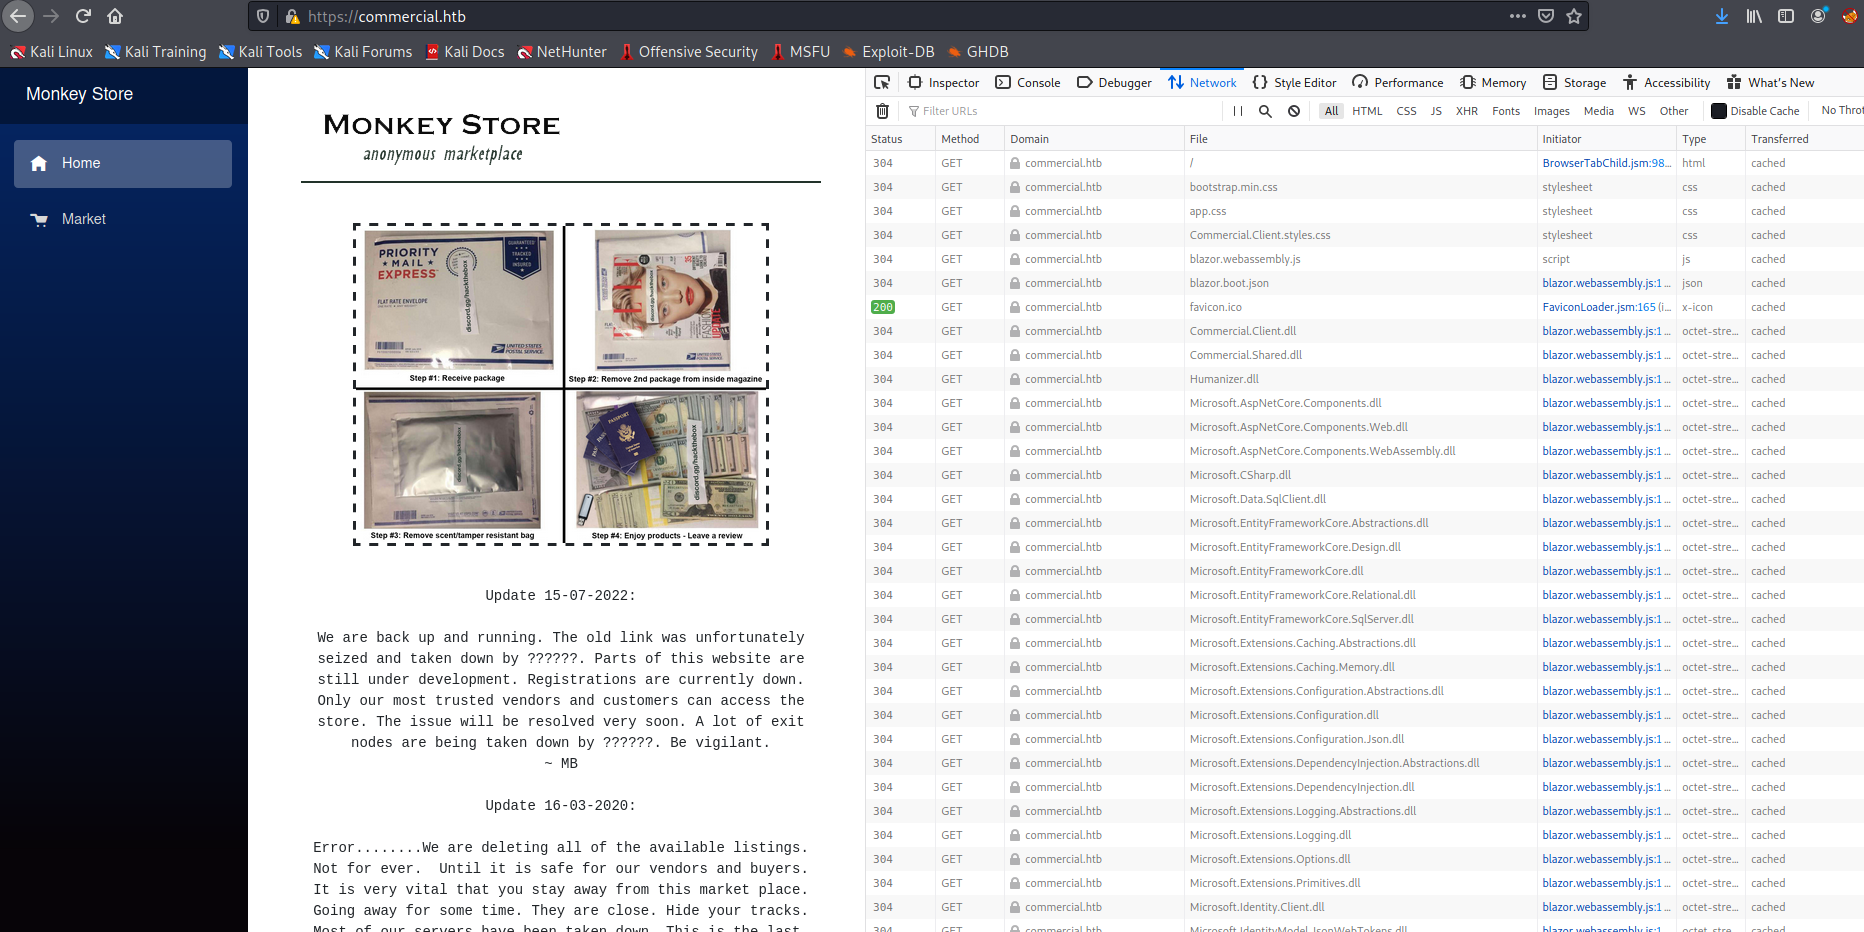 https://commercial.htb
Kali Linux
Kali Training
Kali Tools
Kali Forums
Kali Docs
NetHunter
Offensive Security
MSFU
Exploit-DB
GHDB
Monkey Store
Home
Market
MONKEY STORE
anonymous marketplace
PRIORITY
MAIL
EXPRESS
FLAT RATE ENVELOPE
GUARANTEED
TRACKED
INSURED
discord.gg/hackthebox
UNITED STATES
POSTAL SERVICE
Step #1: Receive package
Step #2: Remove 2nd package from inside magazine
discord.gg/hackthebox
PASSPORT
discord.gg/hackthebox
Step #3: Remove scent/tamper resistant bag
Step #4: Enjoy products - Leave a review
Update 15-07-2022:
We are back up and running. The old link was unfortunately
seized and taken down by ??????. Parts of this website are
still under development. Registrations are currently down.
Only our most trusted vendors and customers can access the
store. The issue will be resolved very soon. A lot of exit
nodes are being taken down by ??????. Be vigilant.
~ MB
Update 16-03-2020:
Error........We are deleting all of the available listings.
Not for ever.  Until it is safe for our vendors and buyers.
It is very vital that you stay away from this market place.
Going away for some time. They are close. Hide your tracks.
Most of our servers have been taken down. This is the last
Inspector
Console
Debugger
Network
Style Editor
Performance
Memory
Storage
Accessibility
What's New
Filter URLs
All HTML CSS JS XHR Fonts Images Media WS Other
Disable Cache
No Throt
Status Method Domain File Initiator Type Transferred
304 GET commercial.htb / BrowserTabChild.jsm:98... html cached
304 GET commercial.htb bootstrap.min.css stylesheet css cached
304 GET commercial.htb app.css stylesheet css cached
304 GET commercial.htb Commercial.Client.styles.css stylesheet css cached
304 GET commercial.htb blazor.webassembly.js script js cached
304 GET commercial.htb blazor.boot.json blazor.webassembly.js:1 ... json cached
200 GET commercial.htb favicon.ico FaviconLoader.jsm:165 (i... x-icon cached
304 GET commercial.htb Commercial.Client.dll blazor.webassembly.js:1 ... octet-stre... cached
304 GET commercial.htb Commercial.Shared.dll blazor.webassembly.js:1 ... octet-stre... cached
304 GET commercial.htb Humanizer.dll blazor.webassembly.js:1 ... octet-stre... cached
304 GET commercial.htb Microsoft.AspNetCore.Components.dll blazor.webassembly.js:1 ... octet-stre... cached
304 GET commercial.htb Microsoft.AspNetCore.Components.Web.dll blazor.webassembly.js:1 ... octet-stre... cached
304 GET commercial.htb Microsoft.AspNetCore.Components.WebAssembly.dll blazor.webassembly.js:1 ... octet-stre... cached
304 GET commercial.htb Microsoft.CSharp.dll blazor.webassembly.js:1 ... octet-stre... cached
304 GET commercial.htb Microsoft.Data.SqlClient.dll blazor.webassembly.js:1 ... octet-stre... cached
304 GET commercial.htb Microsoft.EntityFrameworkCore.Abstractions.dll blazor.webassembly.js:1 ... octet-stre... cached
304 GET commercial.htb Microsoft.EntityFrameworkCore.Design.dll blazor.webassembly.js:1 ... octet-stre... cached
304 GET commercial.htb Microsoft.EntityFrameworkCore.dll blazor.webassembly.js:1 ... octet-stre... cached
304 GET commercial.htb Microsoft.EntityFrameworkCore.Relational.dll blazor.webassembly.js:1 ... octet-stre... cached
304 GET commercial.htb Microsoft.EntityFrameworkCore.SqlServer.dll blazor.webassembly.js:1 ... octet-stre... cached
304 GET commercial.htb Microsoft.Extensions.Caching.Abstractions.dll blazor.webassembly.js:1 ... octet-stre... cached
304 GET commercial.htb Microsoft.Extensions.Caching.Memory.dll blazor.webassembly.js:1 ... octet-stre... cached
304 GET commercial.htb Microsoft.Extensions.Configuration.Abstractions.dll blazor.webassembly.js:1 ... octet-stre... cached
304 GET commercial.htb Microsoft.Extensions.Configuration.dll blazor.webassembly.js:1 ... octet-stre... cached
304 GET commercial.htb Microsoft.Extensions.Configuration.Json.dll blazor.webassembly.js:1 ... octet-stre... cached
304 GET commercial.htb Microsoft.Extensions.DependencyInjection.Abstractions.dll blazor.webassembly.js:1 ... octet-stre... cached
304 GET commercial.htb Microsoft.Extensions.DependencyInjection.dll blazor.webassembly.js:1 ... octet-stre... cached
304 GET commercial.htb Microsoft.Extensions.Logging.Abstractions.dll blazor.webassembly.js:1 ... octet-stre... cached
304 GET commercial.htb Microsoft.Extensions.Logging.dll blazor.webassembly.js:1 ... octet-stre... cached
304 GET commercial.htb Microsoft.Extensions.Options.dll blazor.webassembly.js:1 ... octet-stre... cached
304 GET commercial.htb Microsoft.Extensions.Primitives.dll blazor.webassembly.js:1 ... octet-stre... cached
304 GET commercial.htb Microsoft.Identity.Client.dll blazor.webassembly.js:1 ... octet-stre... cached
304 GET commercial.htb Microsoft.IdentityModel.JsonWebTokens.dll blazor.webassembly.js:1 ... octet-stre... cached